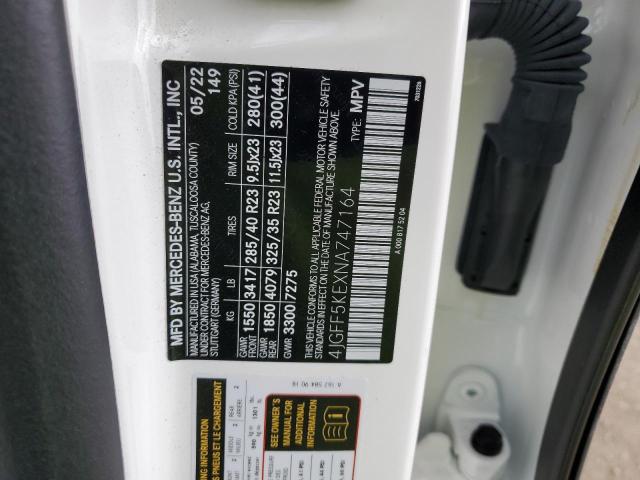 MFD BY MERCEDES-BENZ U.S. INTL., INC
MANUFACTURED IN USA (ALABAMA, TUSCALOOSA COUNTY)
UNDER CONTRACT FOR MERCEDES-BENZ AG,
STUTTGART (GERMANY)
05/22
149
KG LB TIRES RIM SIZE COLD KPA (PSI)
GAWR FRONT 1550 3417 285/40 R23 9.5Jx23 280(41)
GAWR REAR 1850 4079 325/35 R23 11.5Jx23 300(44)
GVWR 3300 7275
THIS VEHICLE CONFORMS TO ALL APPLICABLE FEDERAL MOTOR VEHICLE SAFETY
STANDARDS IN EFFECT ON THE DATE OF MANUFACTURE SHOWN ABOVE.
4JGFF5KEXNA747164 TYPE: MPV
A 000 817 52 04
SEE OWNER'S
MANUAL FOR
ADDITIONAL
INFORMATION